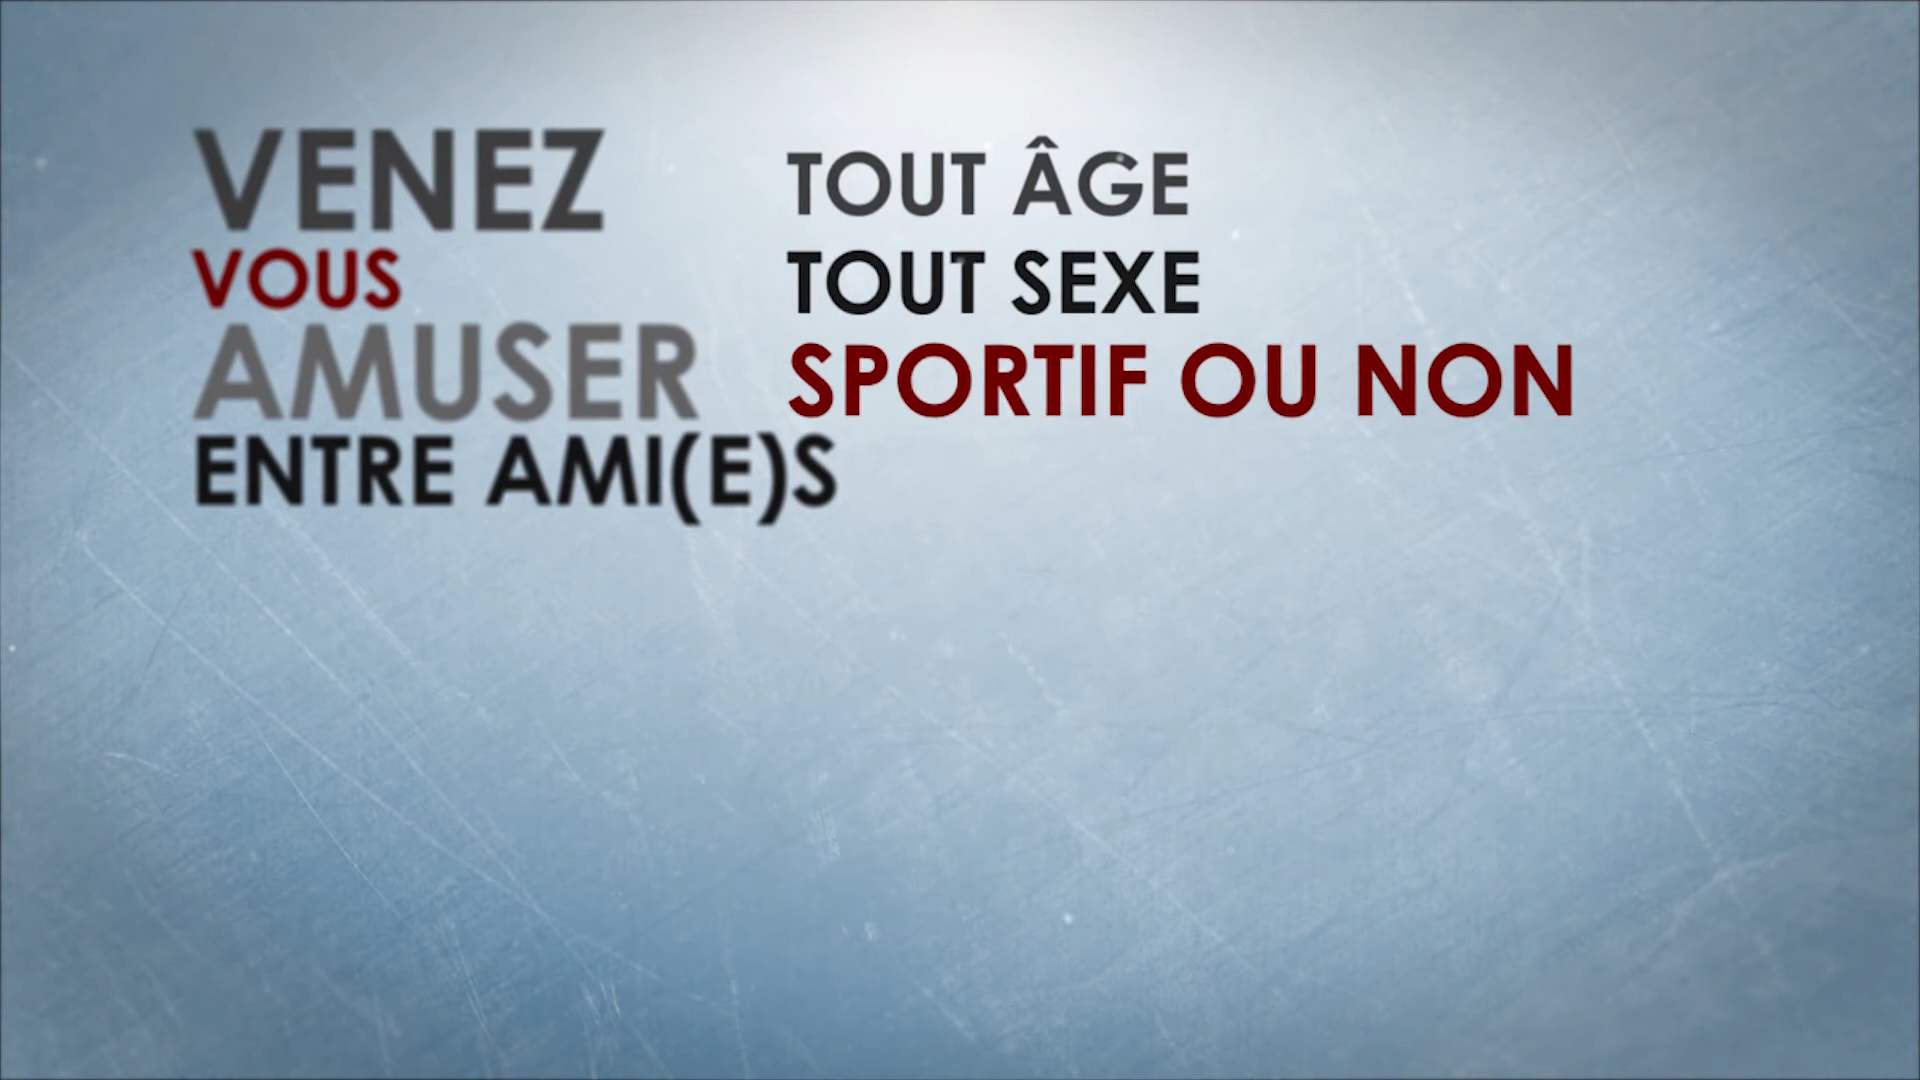 VENEZ
VOUS
AMUSER
ENTRE AMI(E)S
TOUT ÂGE
TOUT SEXE
SPORTIF OU NON